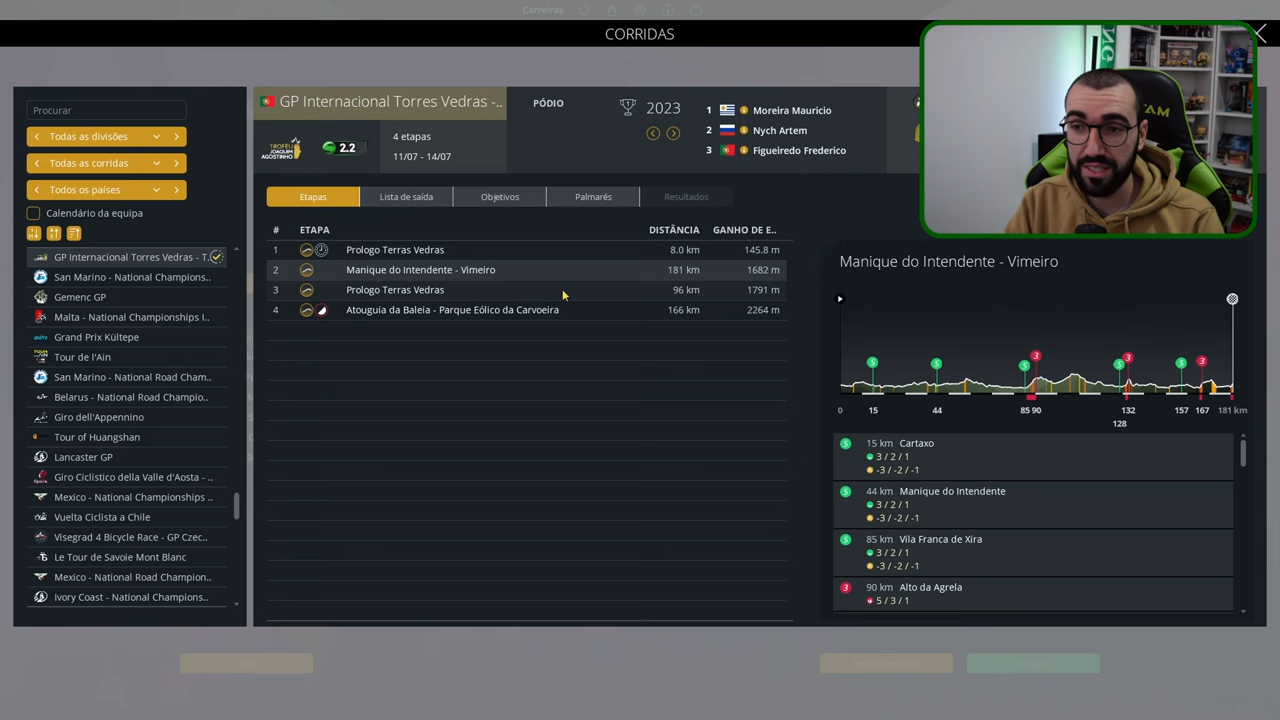 Carreiras
CORRIDAS
Procurar
Todas as divisões
Todas as corridas
Todos os países
Calendário da equipa
GP Internacional Torres Vedras - T..
San Marino - National Champions..
Gemenc GP
Malta - National Championships I..
Grand Prix Kültepe
Tour de l'Ain
San Marino - National Road Cham..
Belarus - National Road Champio..
Giro dell'Appennino
Tour of Huangshan
Lancaster GP
Giro Ciclistico della Valle d'Aosta - ..
Mexico - National Championships ..
Vuelta Ciclista a Chile
Visegrad 4 Bicycle Race - GP Czec..
Le Tour de Savoie Mont Blanc
Mexico - National Road Champion..
Ivory Coast - National Champions..
GP Internacional Torres Vedras -..
TROFÉU
JOAQUIM
AGOSTINHO
2.2
4 etapas
11/07 - 14/07
PÓDIO
2023
1 Moreira Mauricio
2 Nych Artem
3 Figueiredo Frederico
Etapas
Lista de saída
Objetivos
Palmarés
Resultados
# ETAPA DISTÂNCIA GANHO DE E..
1 Prologo Terras Vedras 8.0 km 145.8 m
2 Manique do Intendente - Vimeiro 181 km 1682 m
3 Prologo Terras Vedras 96 km 1791 m
4 Atouguia da Baleia - Parque Eólico da Carvoeira 166 km 2264 m
Manique do Intendente - Vimeiro
S S S 3 S 3 S 3
0 15 44 85 90 132 157 167 181 km
128
S 15 km Cartaxo
3 / 2 / 1
-3 / -2 / -1
S 44 km Manique do Intendente
3 / 2 / 1
-3 / -2 / -1
S 85 km Vila Franca de Xira
3 / 2 / 1
-3 / -2 / -1
3 90 km Alto da Agrela
5 / 3 / 1